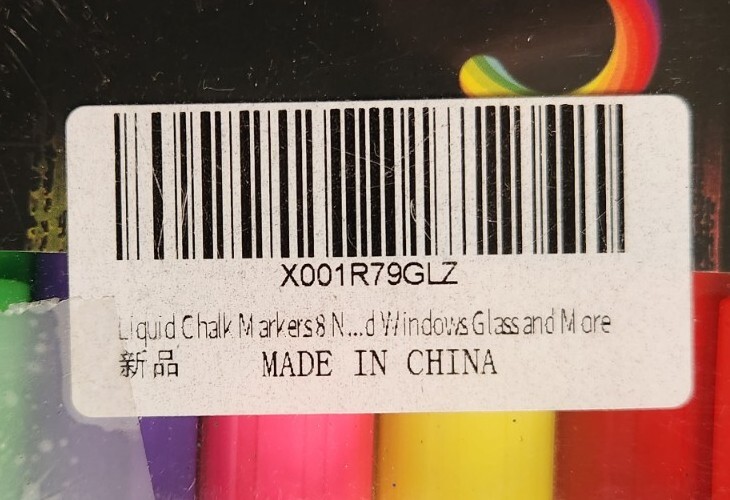 X001R79GLZ
Liquid Chalk Markers 8 N...d Windows Glass and More
新品 MADE IN CHINA